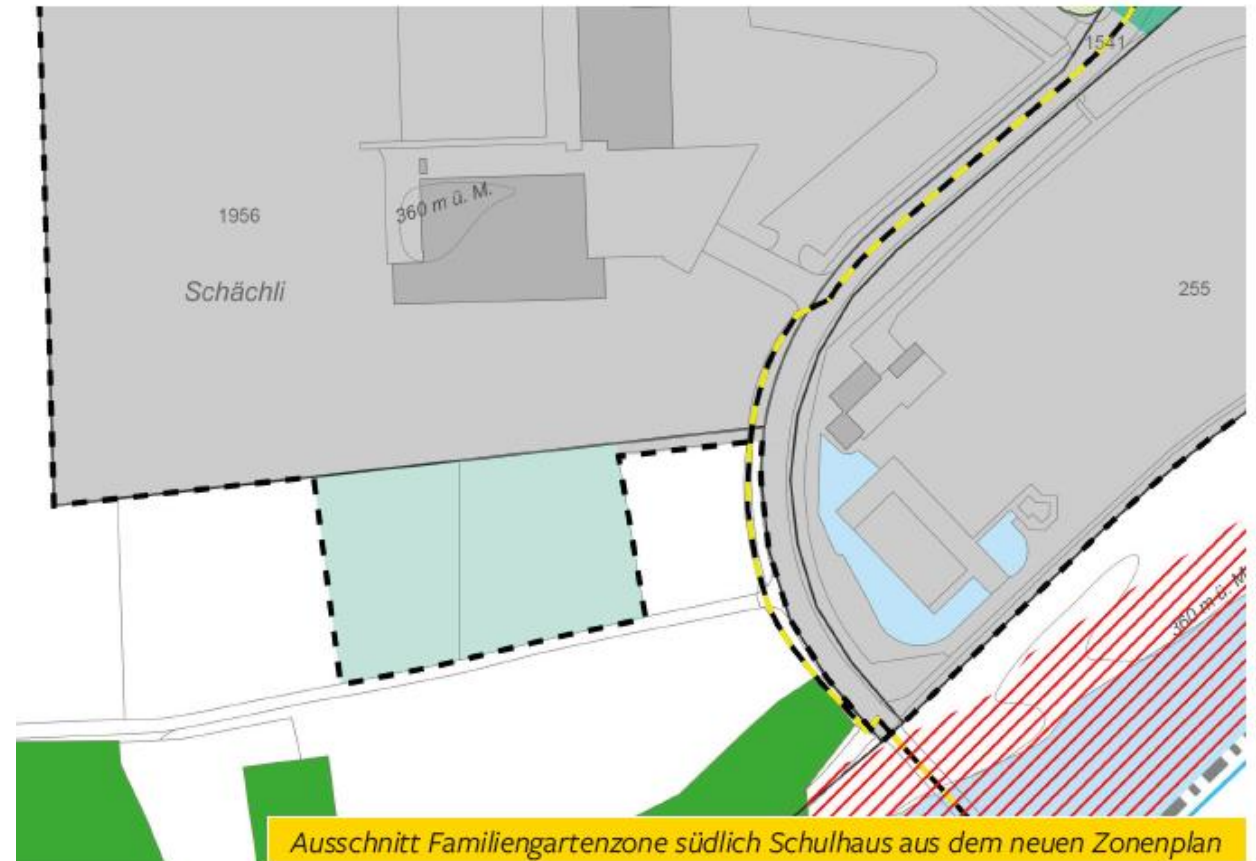 1541
360 m ü. M.
1956
Schächli
255
360 m ü. M.
Ausschnitt Familiengartenzone südlich Schulhaus aus dem neuen Zonenplan